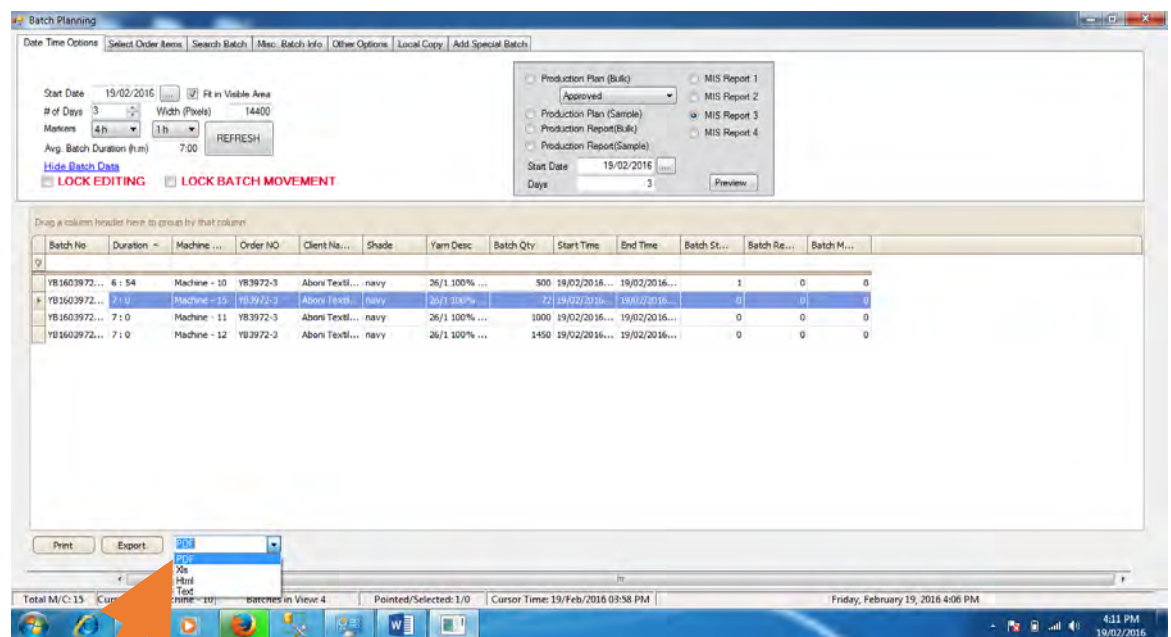 Batch Planning
Date Time Options Select Order Items Search Batch Misc. Batch Info Other Options Local Copy Add Special Batch
Start Date 19/02/2016 ... Fit in Visible Area
# of Days 3 Width (Pixels) 14400
Markers 4 h 1 h REFRESH
Avg. Batch Duration (h:m) 7:00
Hide Batch Data
LOCK EDITING LOCK BATCH MOVEMENT
Production Plan (Bulk) MIS Report 1
Approved MIS Report 2
Production Plan (Sample) MIS Report 3
Production Report(Bulk) MIS Report 4
Production Report(Sample)
Start Date 19/02/2016 ...
Days 3 Preview
Drag a column header here to group by that column
Batch No Duration Machine ... Order NO Client Na... Shade Yarn Desc Batch Qty Start Time End Time Batch St... Batch Re... Batch M...
YB1603972... 6 : 54 Machine - 10 YB3972-3 Aboni Textil... navy 26/1 100% ... 500 19/02/2016... 19/02/2016... 1 0 0
YB1603972... 7 : 0 Machine - 15 YB3972-3 Aboni Textil... navy 26/1 100% ... 72 19/02/2016... 19/02/2016... 0 0 0
YB1603972... 7 : 0 Machine - 11 YB3972-3 Aboni Textil... navy 26/1 100% ... 1000 19/02/2016... 19/02/2016... 0 0 0
YB1603972... 7 : 0 Machine - 12 YB3972-3 Aboni Textil... navy 26/1 100% ... 1450 19/02/2016... 19/02/2016... 0 0 0
Print Export PDF
PDF
Xls
Html
Text
Total M/C: 15 - 10 Batches in View: 4 Pointed/Selected: 1/0 Cursor Time: 19/Feb/2016 03:58 PM Friday, February 19, 2016 4:06 PM
4:11 PM
19/02/2016